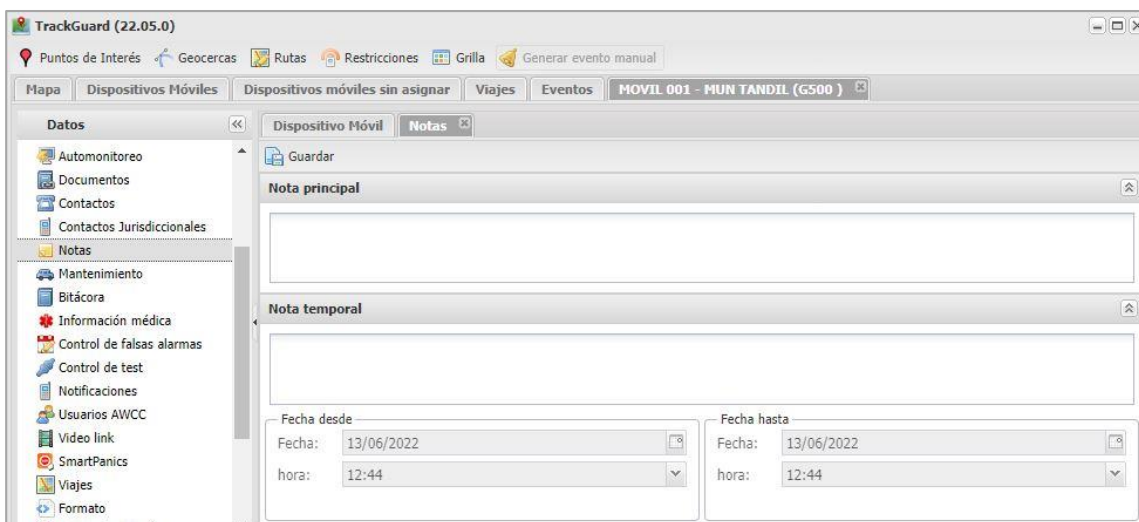 TrackGuard (22.05.0)
Puntos de Interés Geocercas Rutas Restricciones Grilla Generar evento manual
Mapa Dispositivos Móviles Dispositivos móviles sin asignar Viajes Eventos MOVIL 001 - MUN TANDIL (G500 )
Datos
Automonitoreo
Documentos
Contactos
Contactos Jurisdiccionales
Notas
Mantenimiento
Bitácora
Información médica
Control de falsas alarmas
Control de test
Notificaciones
Usuarios AWCC
Video link
SmartPanics
Viajes
Formato
Dispositivo Móvil Notas
Guardar
Nota principal
Nota temporal
Fecha desde
Fecha: 13/06/2022
hora: 12:44
Fecha hasta
Fecha: 13/06/2022
hora: 12:44